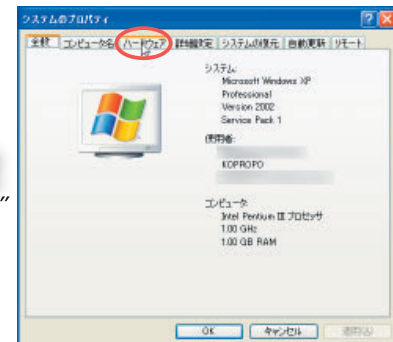 システムのプロパティ
全般 コンピュータ名 ハードウェア 詳細設定 システムの復元 自動更新 リモート
システム:
Microsoft Windows XP
Professional
Version 2002
Service Pack 1
使用者:
KOPROPO
コンピュータ:
Intel Pentium III プロセッサ
1.00 GHz
1.00 GB RAM
"
OK キャンセル 適用(A)